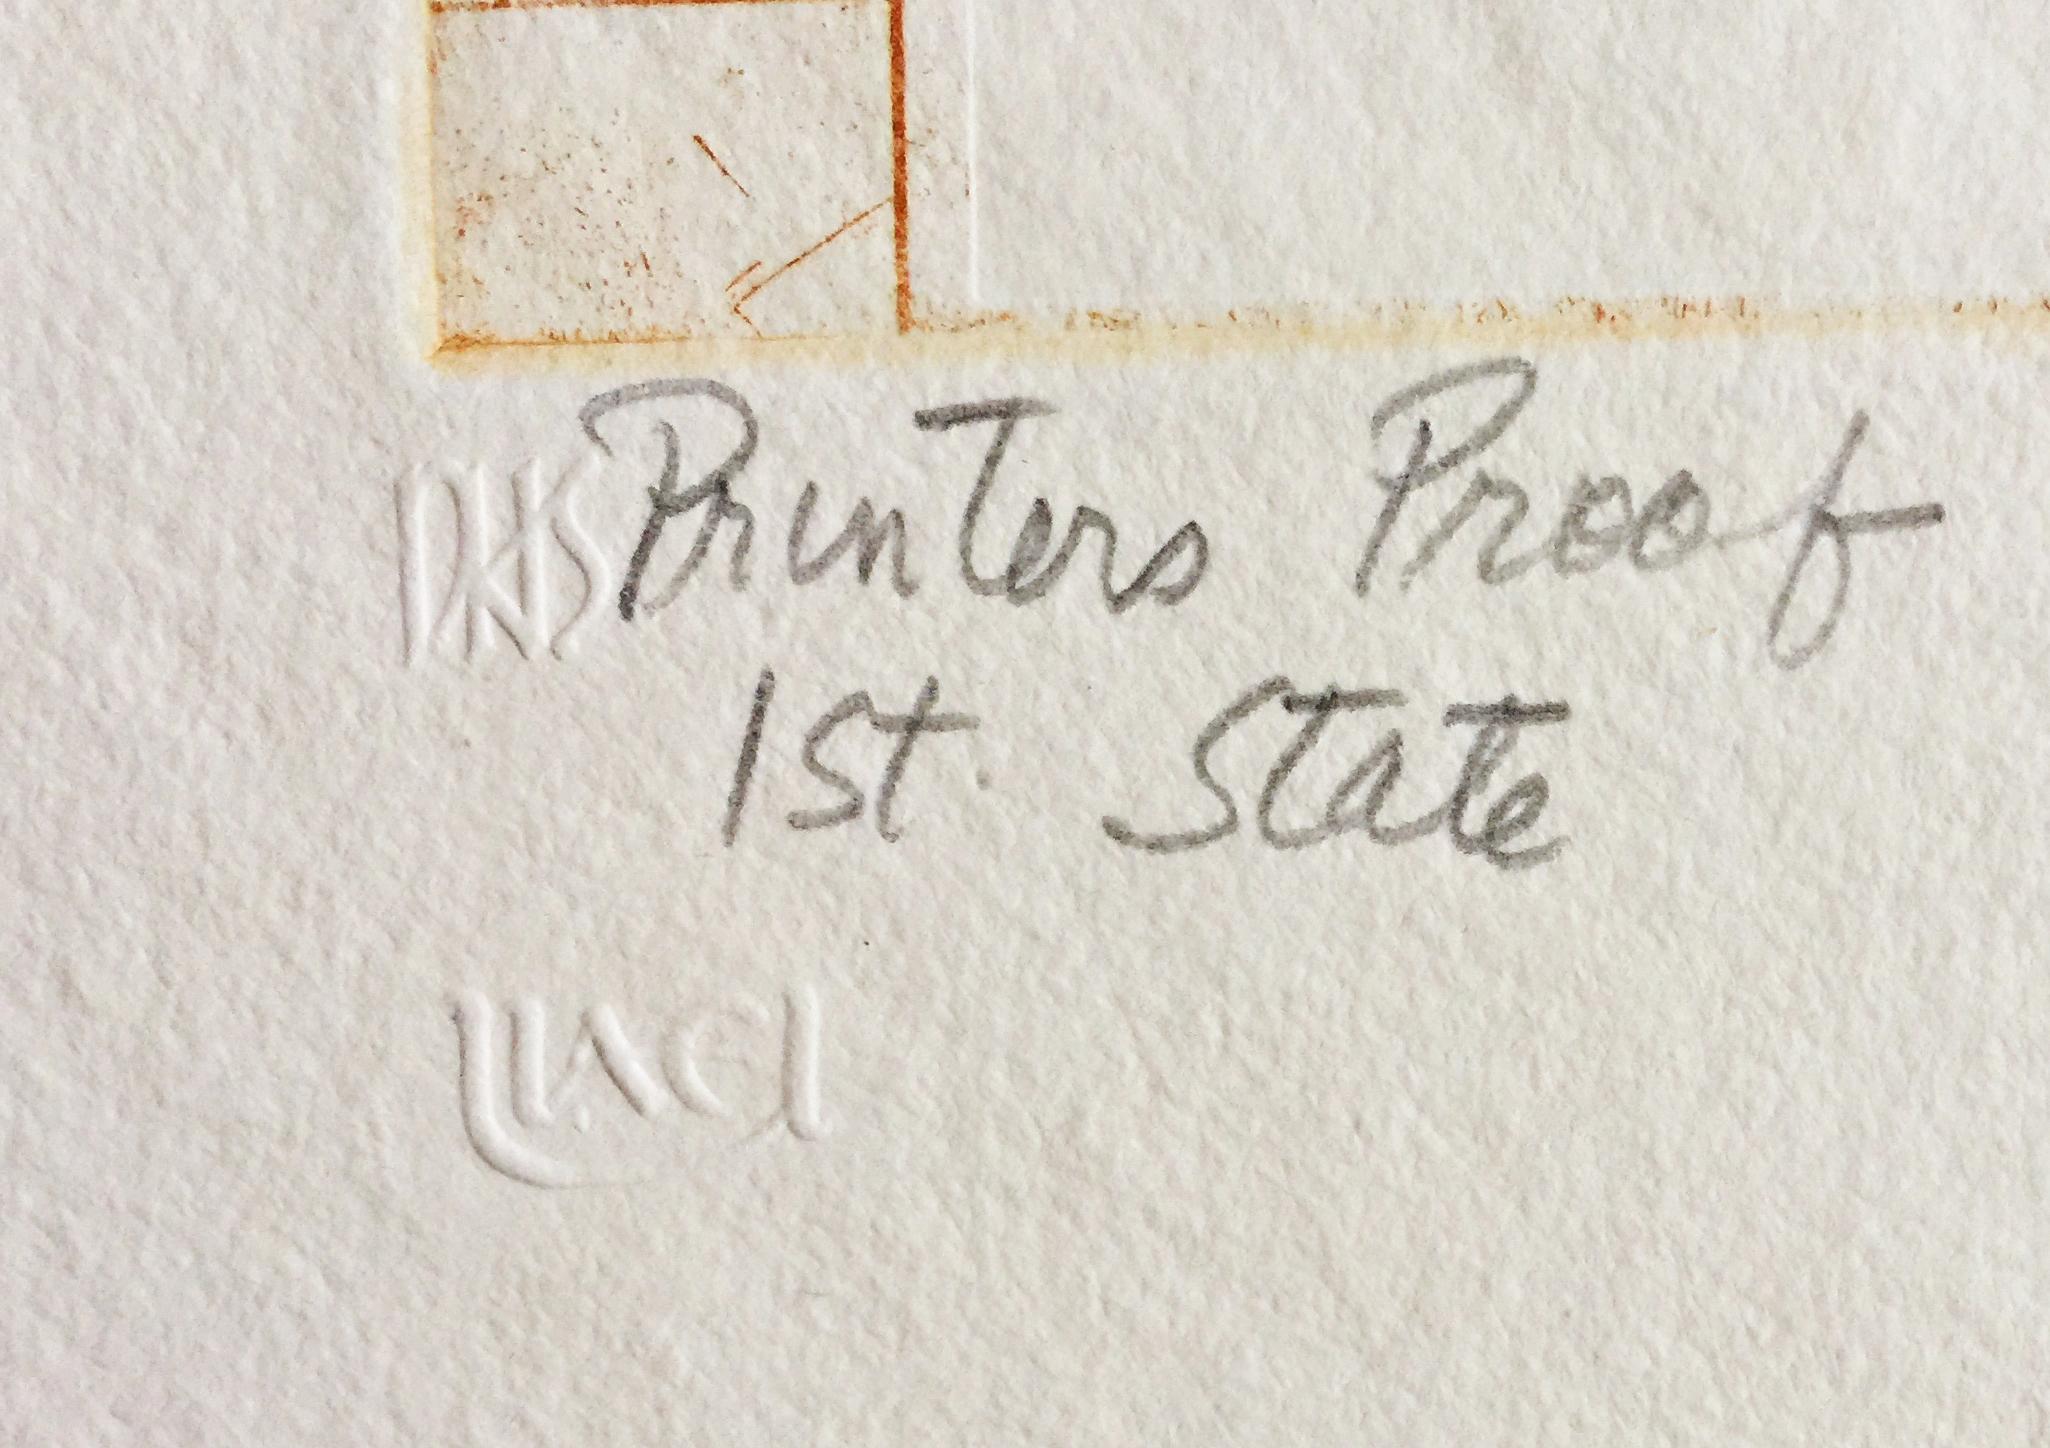 Printers Proof
1st. State